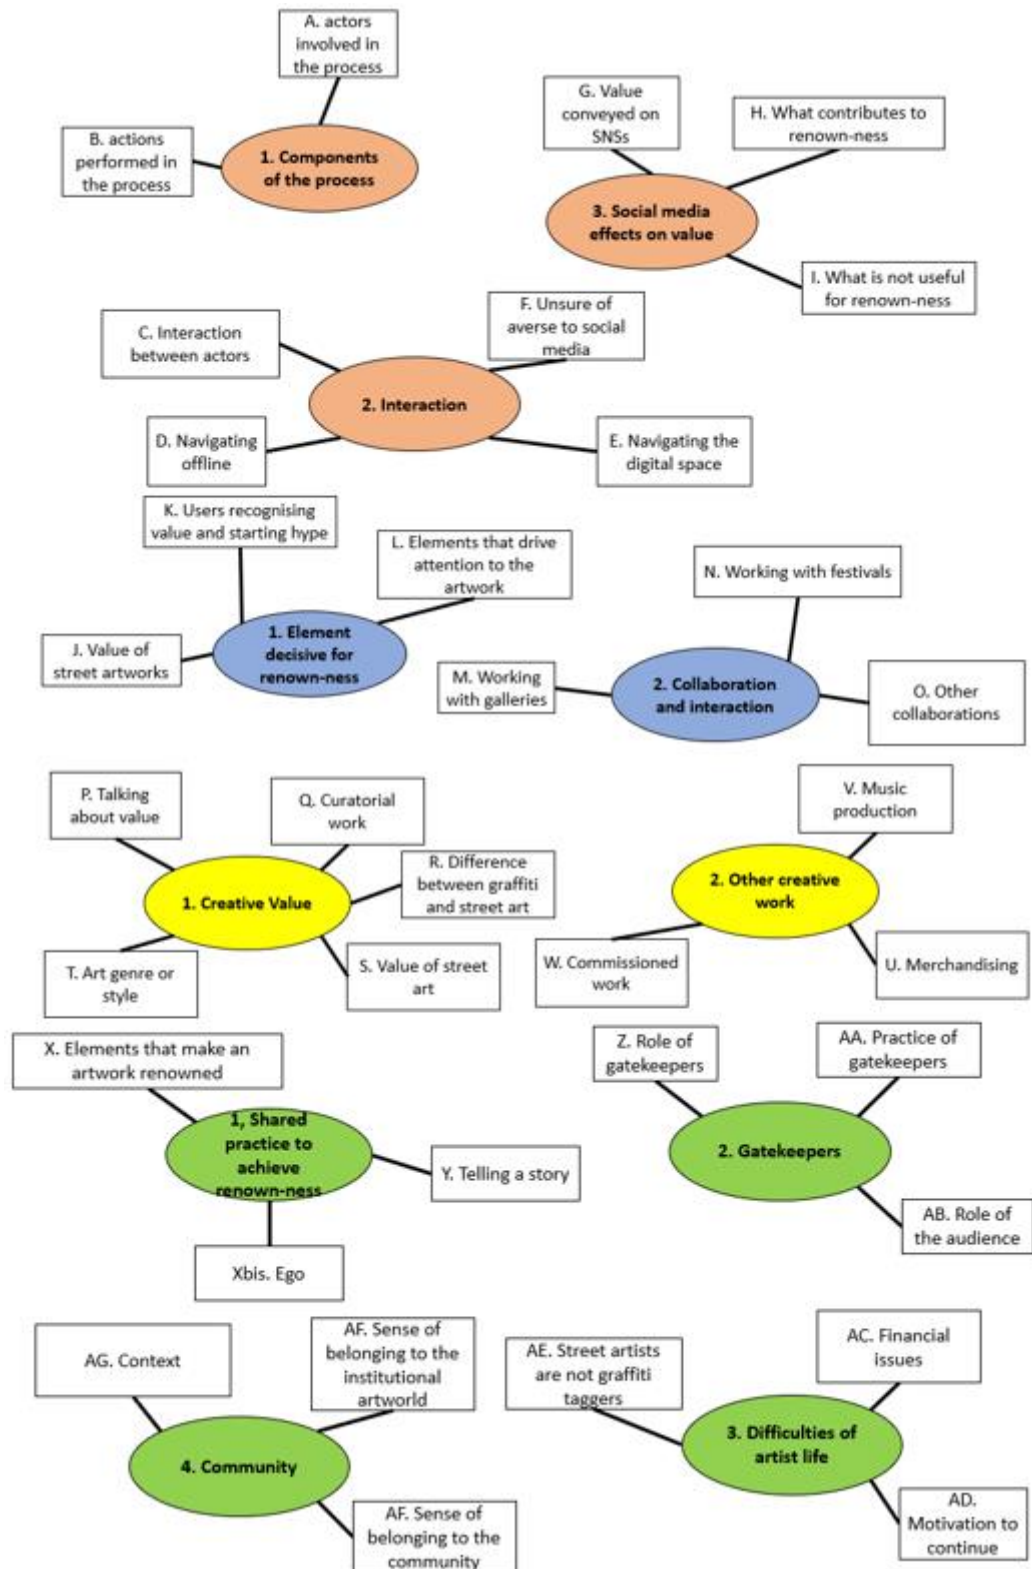 A. actors
involved in
the process
B. actions
performed in
the process
1. Components
of the process
G. Value
conveyed on
SNSs
H. What contributes to
renown-ness
3. Social media
effects on value
I. What is not useful
for renown-ness
C. Interaction
between actors
F. Unsure of
averse to social
media
2. Interaction
D. Navigating
offline
E. Navigating the
digital space
K. Users recognising
value and starting hype
L. Elements that drive
attention to the
artwork
J. Value of
street artworks
1. Element
decisive for
renown-ness
N. Working with festivals
M. Working
with galleries
2. Collaboration
and interaction
O. Other
collaborations
P. Talking
about value
Q. Curatorial
work
R. Difference
between graffiti
and street art
1. Creative Value
T. Art genre or
style
S. Value of street
art
V. Music
production
2. Other creative
work
W. Commissioned
work
U. Merchandising
X. Elements that make an
artwork renowned
1, Shared
practice to
achieve
renown-ness
Y. Telling a story
Xbis. Ego
Z. Role of
gatekeepers
AA. Practice of
gatekeepers
2. Gatekeepers
AB. Role of
the audience
AG. Context
AF. Sense of
belonging to the
institutional
artworld
4. Community
AF. Sense of
belonging to the
community
AE. Street artists
are not graffiti
taggers
AC. Financial
issues
3. Difficulties of
artist life
AD.
Motivation to
continue